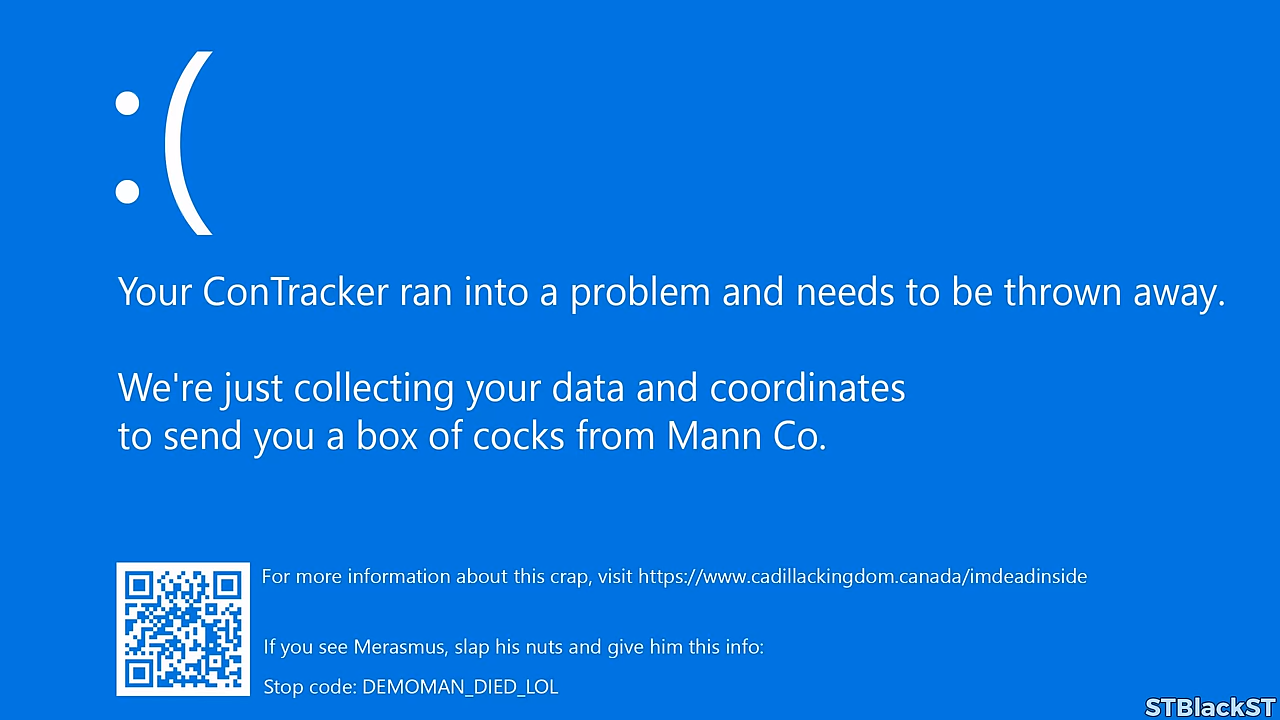 :(
Your ConTracker ran into a problem and needs to be thrown away.
We're just collecting your data and coordinates
to send you a box of cocks from Mann Co.
For more information about this crap, visit https://www.cadillackingdom.canada/imdeadinside
If you see Merasmus, slap his nuts and give him this info:
Stop code: DEMOMAN_DIED_LOL
STBlackST